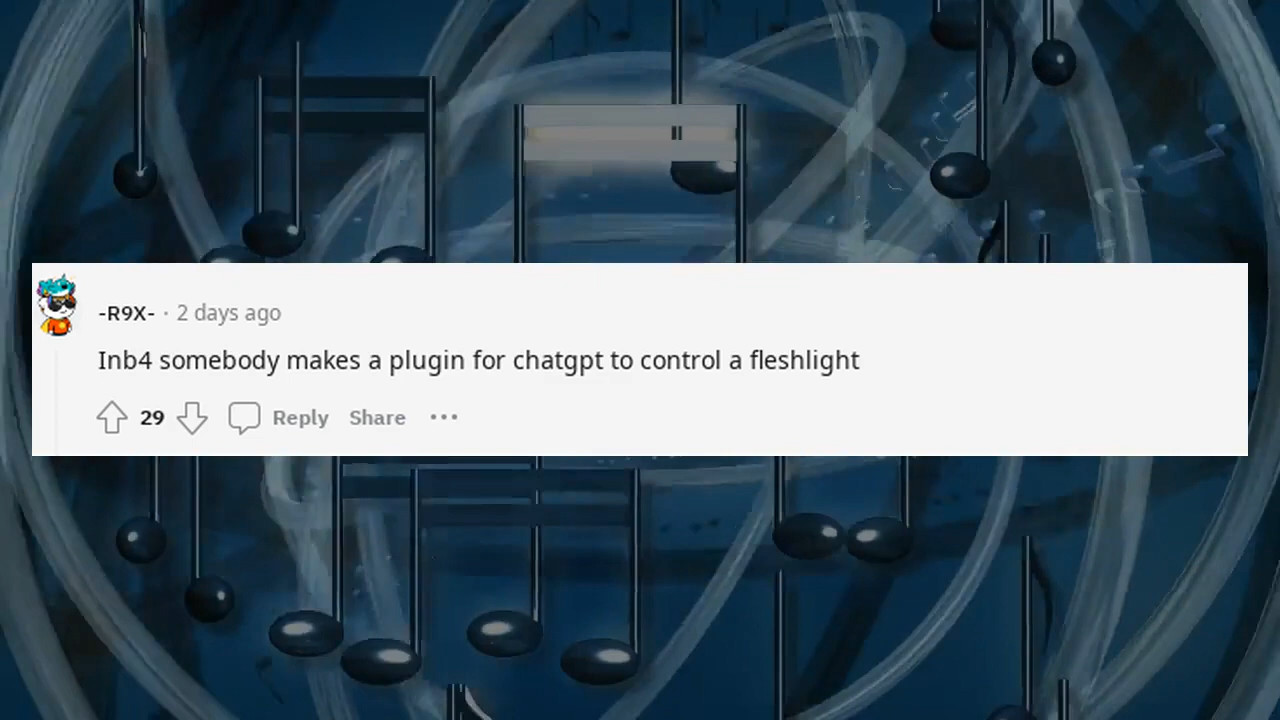 -R9X- · 2 days ago
Inb4 somebody makes a plugin for chatgpt to control a fleshlight
29 Reply Share ···